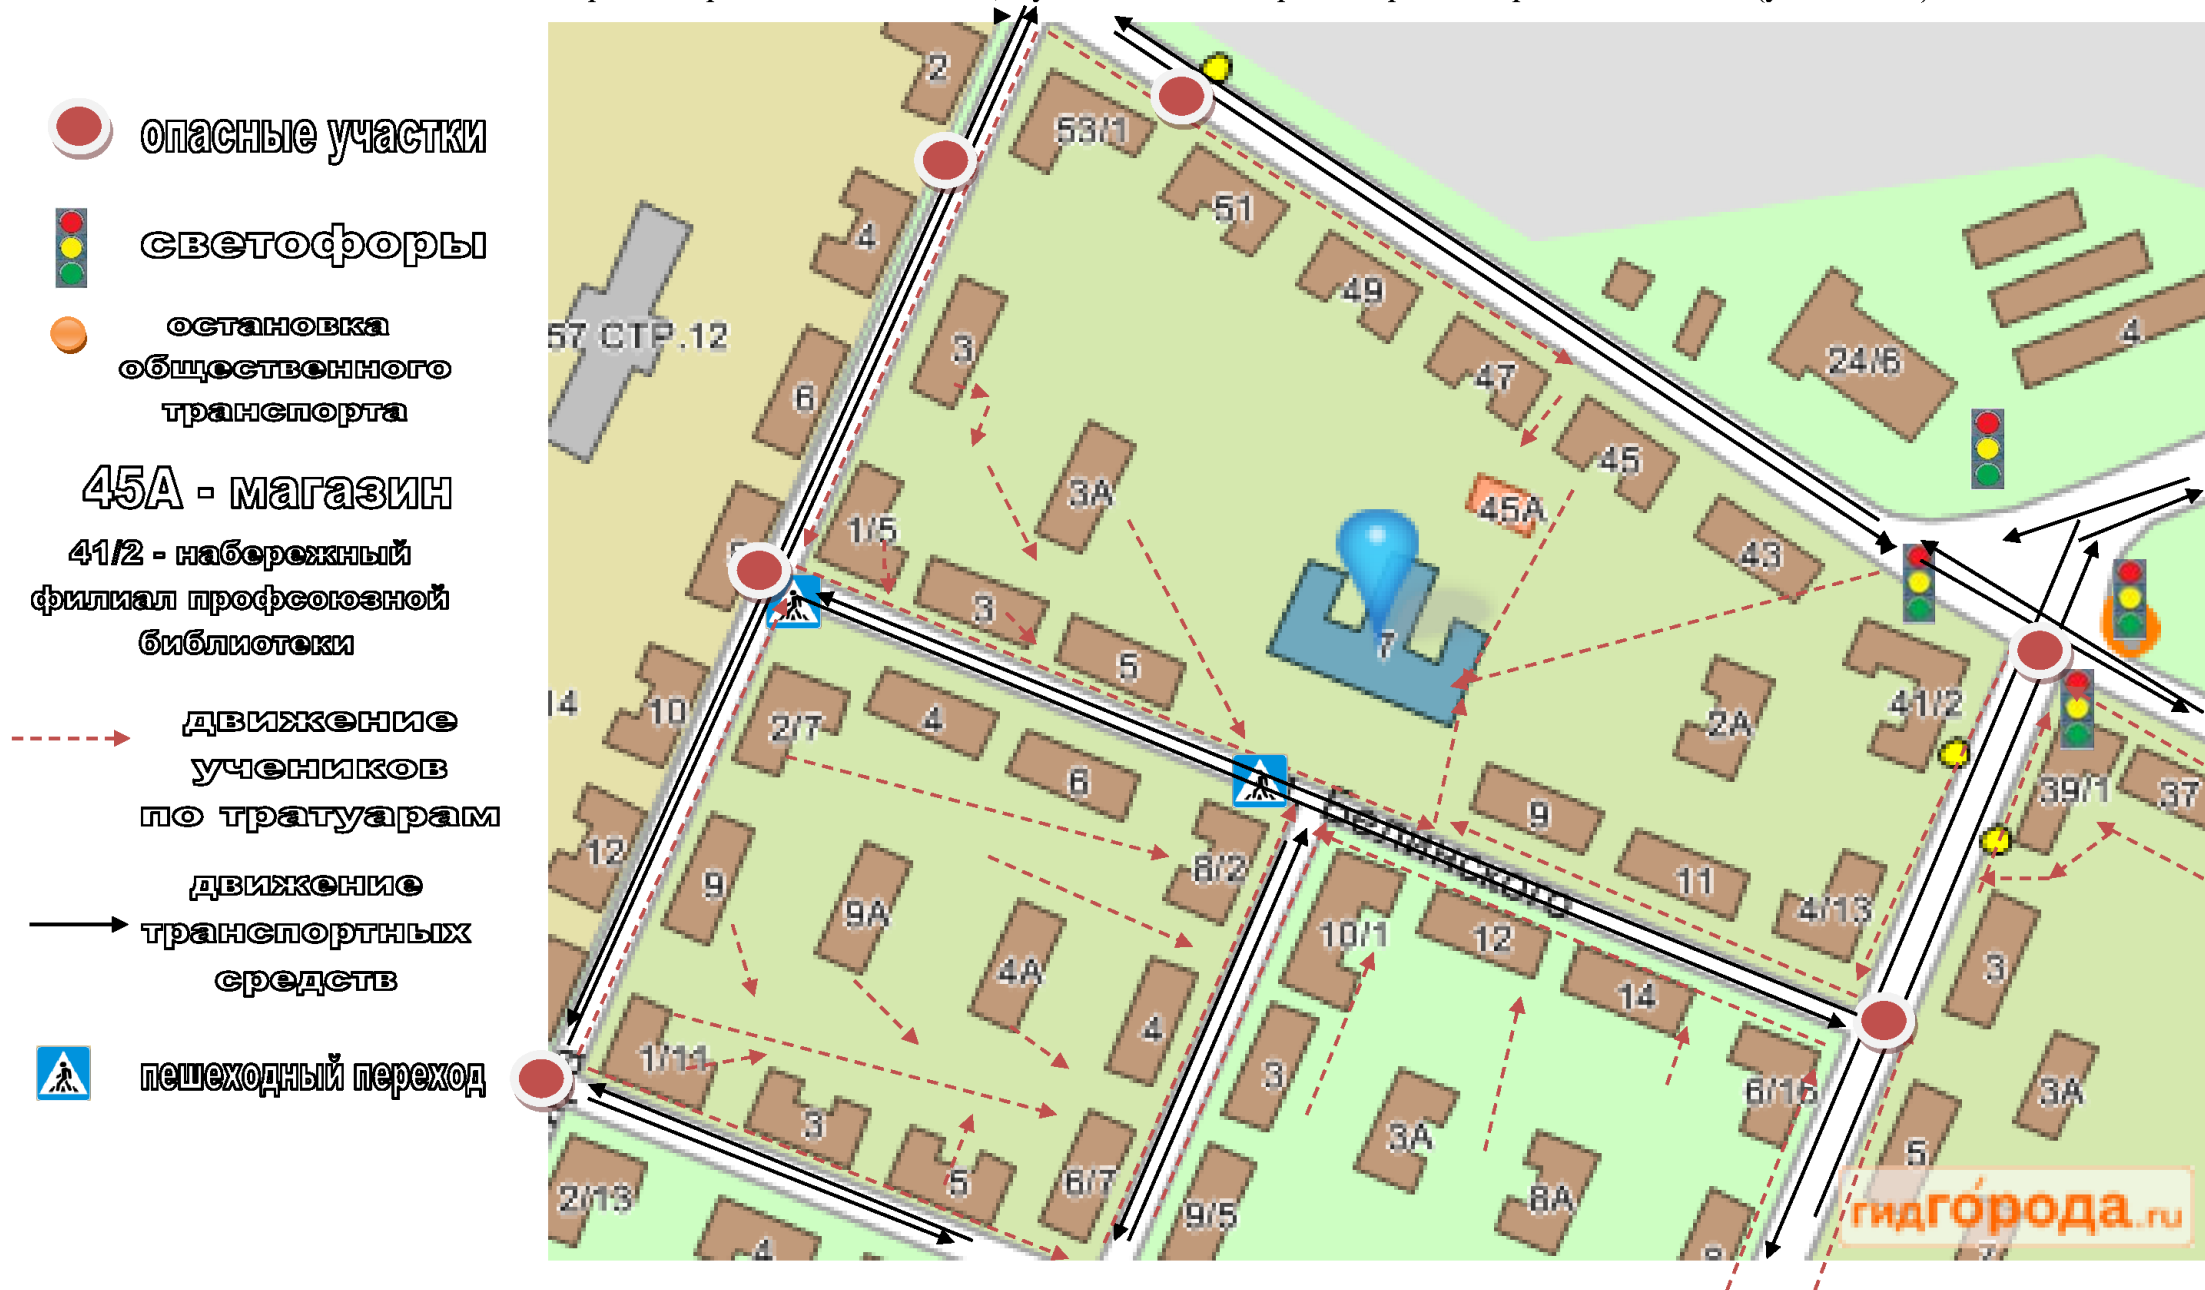 опасные участки
светофоры
остановка
общественного
транспорта
45А - магазин
41/2 - набережный
филиал профсоюзной
библиотеки
движение
учеников
по тратуарам
движение
транспортных
средств
пешеходный переход
2
53/1
51
4
49
57 СТР.12
3
4
24/6
6
47
45
3А
45А
1/5
43
3
7
5
14
10
2/7
4
2А
41/2
6
39/1
37
9
Белинского
12
8/2
9
9А
11
4/13
10/1
12
4А
14
3
4
1/11
3
6/16
3А
3
3А
5
5
6/7
8А
2/13
9/5
4
гидгорода.ru